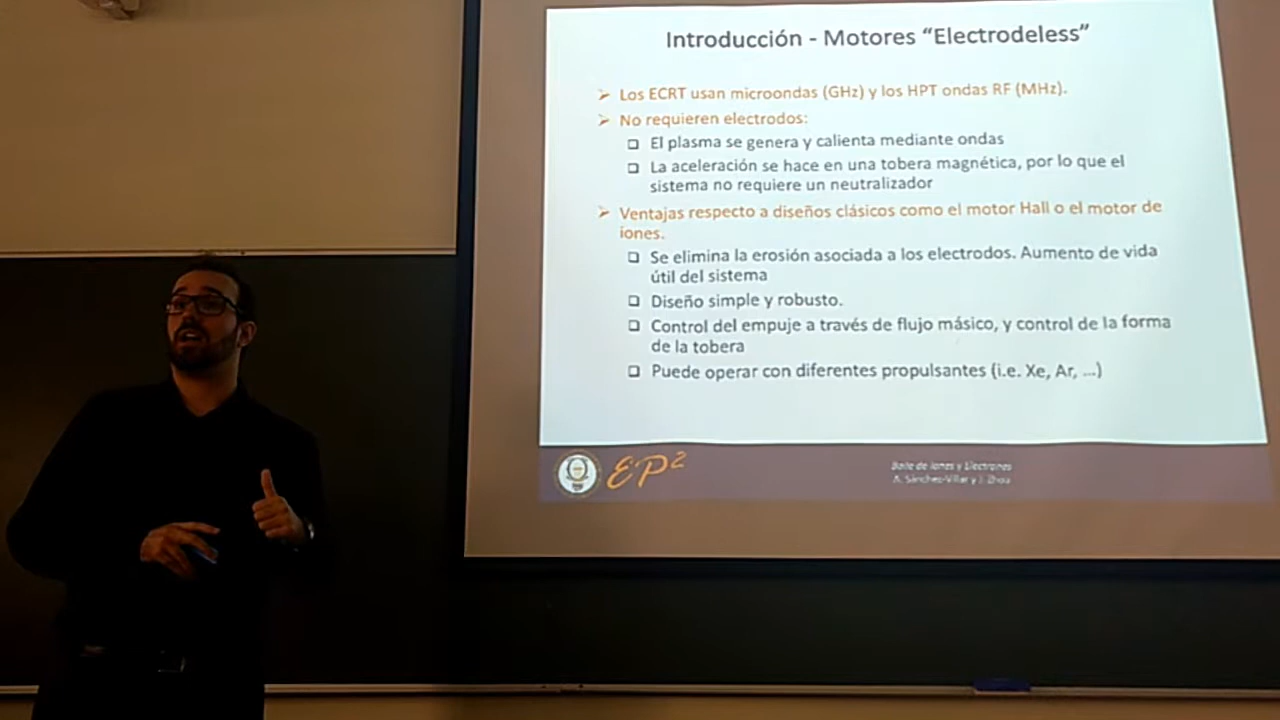 Introducción - Motores "Electrodeless"
Los ECRT usan microondas (GHz) y los HPT ondas RF (MHz).
No requieren electrodos:
El plasma se genera y calienta mediante ondas
La aceleración se hace en una tobera magnética, por lo que el
sistema no requiere un neutralizador
Ventajas respecto a diseños clásicos como el motor Hall o el motor de
iones.
Se elimina la erosión asociada a los electrodos. Aumento de vida
útil del sistema
Diseño simple y robusto.
Control del empuje a través de flujo másico, y control de la forma
de la tobera
Puede operar con diferentes propulsantes (i.e. Xe, Ar, ...)
EP2
Baile de Iones y Electrones
A. Sánchez-Villar y J. Zhou